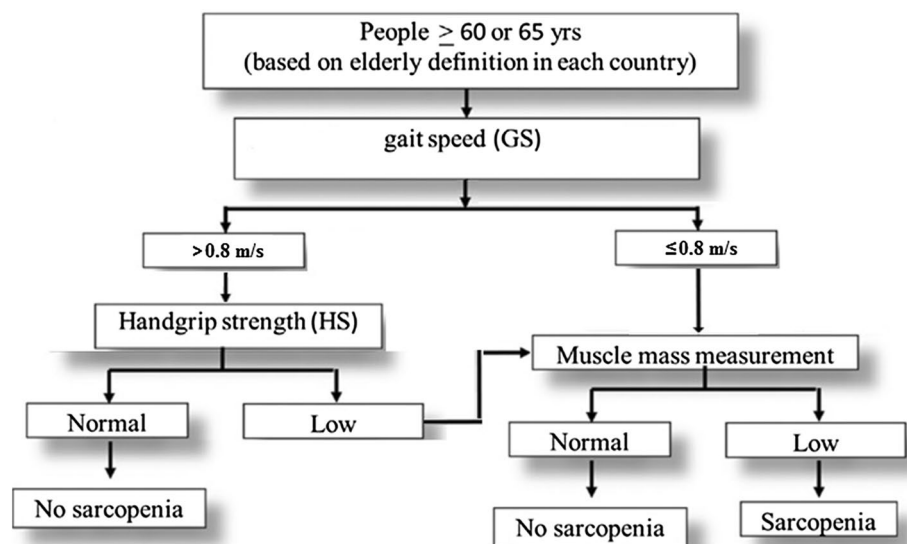 People ≥ 60 or 65 yrs
(based on elderly definition in each country)
gait speed (GS)
>0.8 m/s
≤0.8 m/s
Handgrip strength (HS)
Muscle mass measurement
Normal
Low
Normal
Low
No sarcopenia
No sarcopenia
Sarcopenia